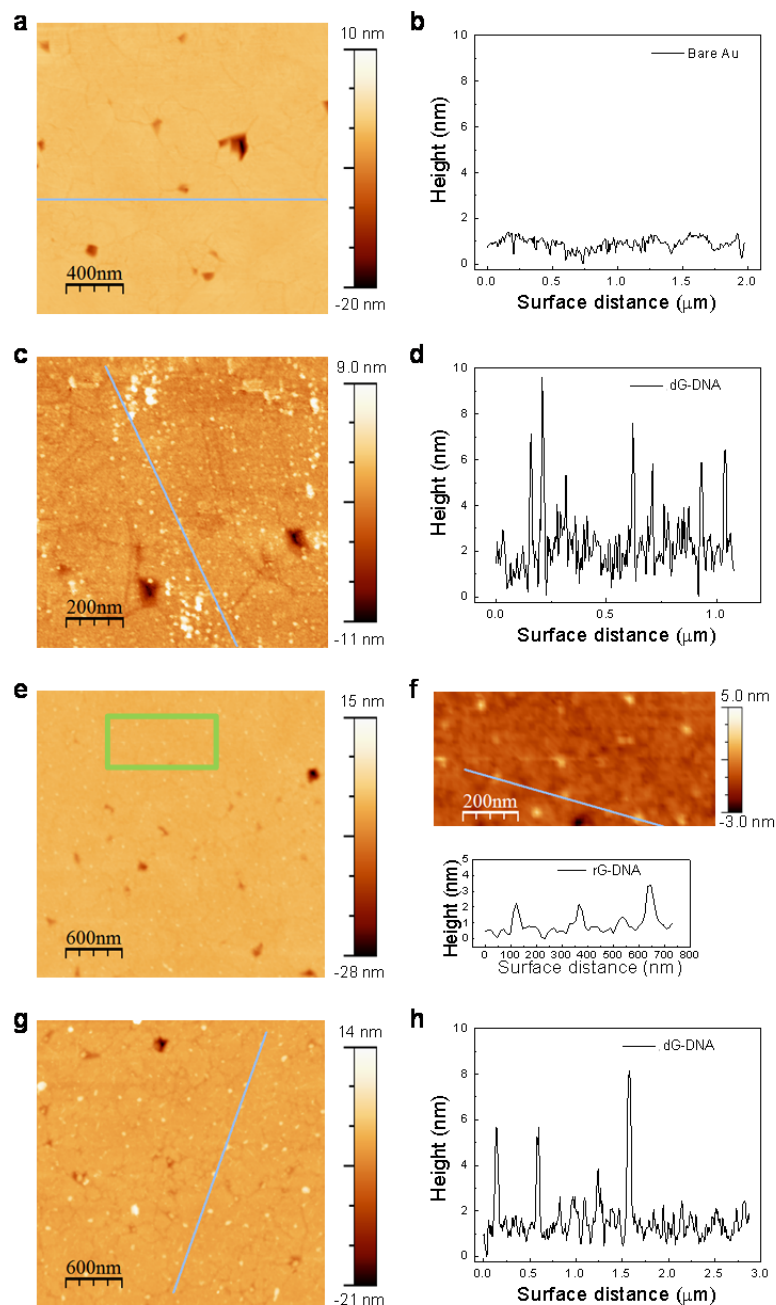 a
10 nm
400nm
-20 nm
b
10
8
6
4
2
0
Height (nm)
Bare Au
0.0 0.5 1.0 1.5 2.0
Surface distance (μm)
c
9.0 nm
200nm
-11 nm
d
10
8
6
4
2
0
Height (nm)
dG-DNA
0.0 0.5 1.0
Surface distance (μm)
e
15 nm
600nm
-28 nm
f
5.0 nm
200nm
-3.0 nm
5
4
3
2
1
0
Height (nm)
rG-DNA
0 100 200 300 400 500 600 700 800
Surface distance (nm)
g
14 nm
600nm
-21 nm
h
10
8
6
4
2
0
Height (nm)
dG-DNA
0.0 0.5 1.0 1.5 2.0 2.5 3.0
Surface distance (μm)